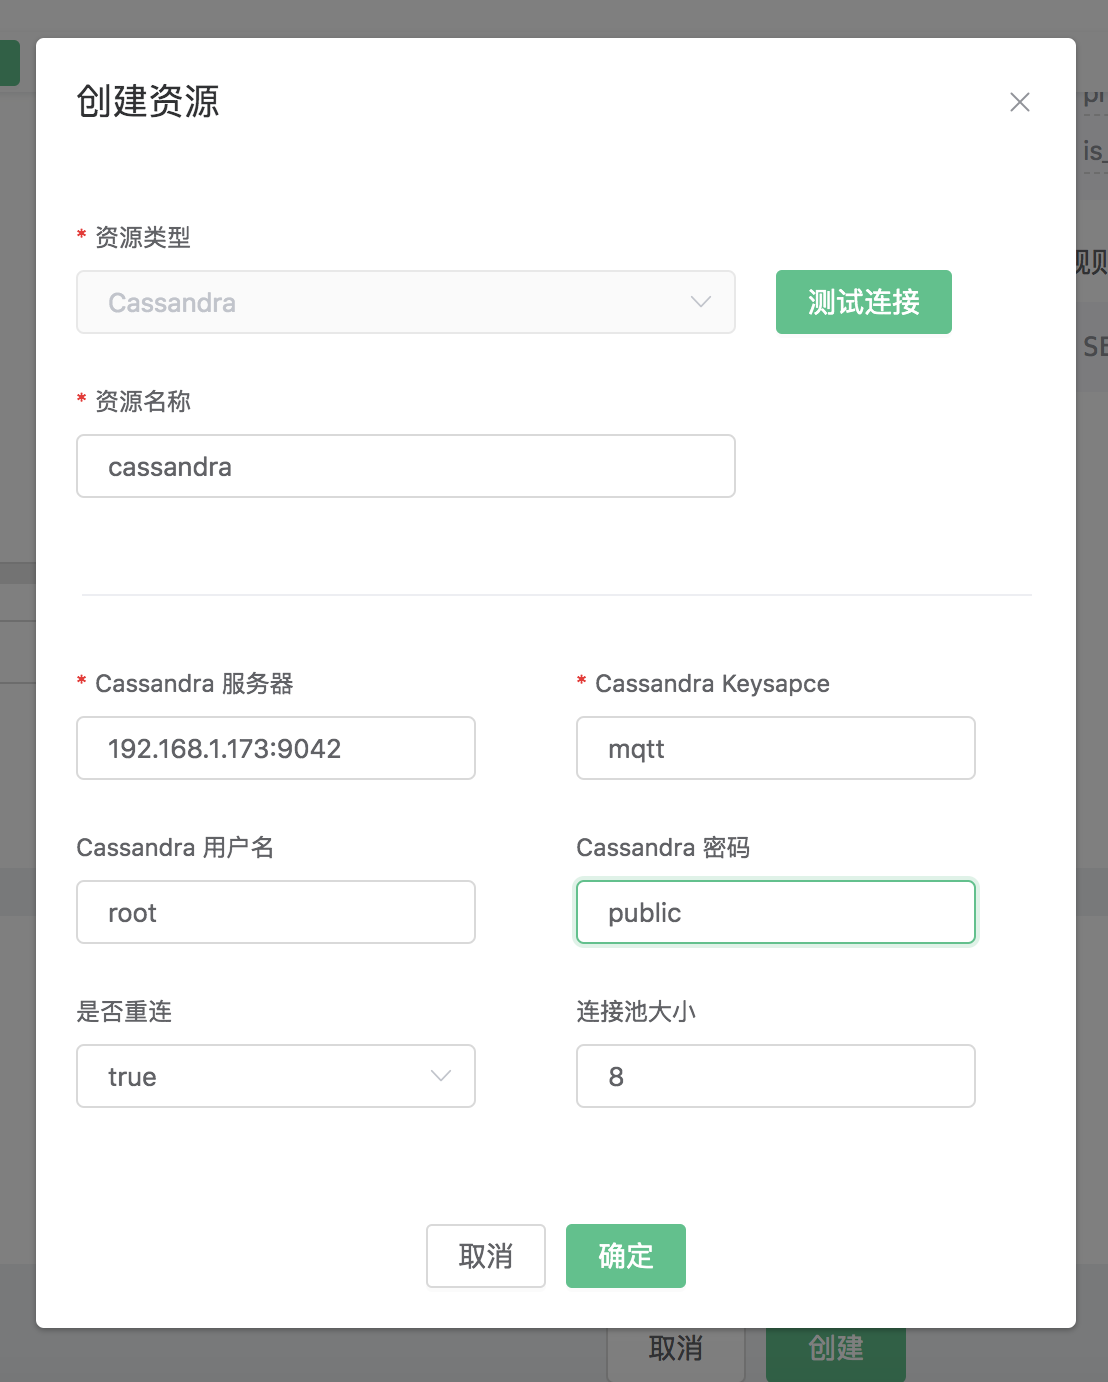 创建资源
is_
* 资源类型
Cassandra
测试连接
SE
* 资源名称
cassandra
* Cassandra 服务器
* Cassandra Keysapce
192.168.1.173:9042
mqtt
Cassandra 用户名
Cassandra 密码
root
public
是否重连
连接池大小
true
8
取消
确定
取消
创建